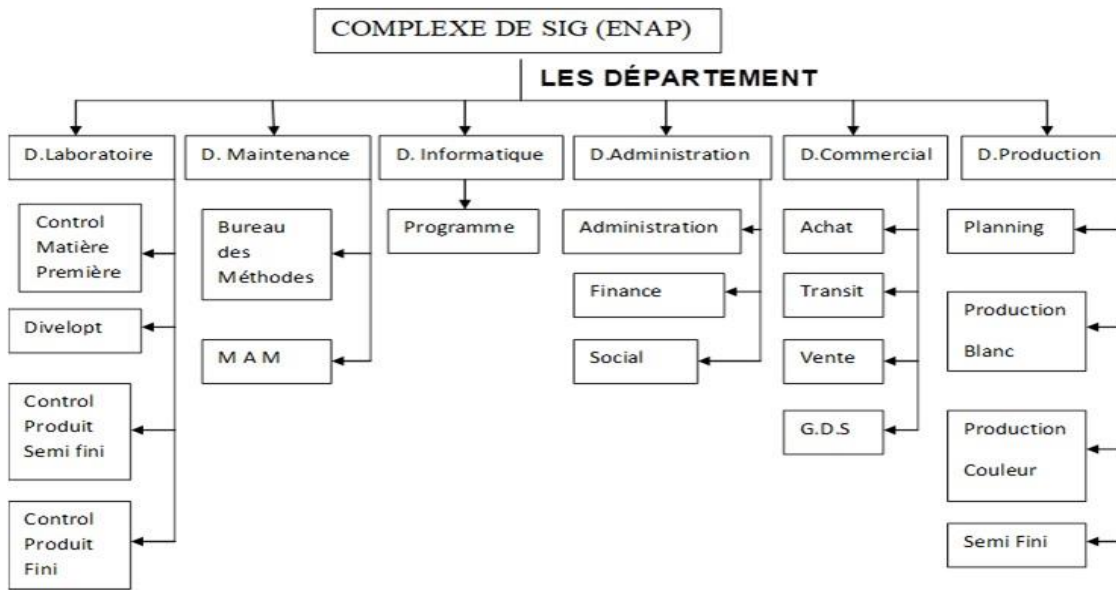 COMPLEXE DE SIG (ENAP)
LES DÉPARTEMENT
D.Laboratoire
D. Maintenance
D. Informatique
D.Administration
D.Commercial
D.Production
Control
Matière
Première
Divelopt
Control
Produit
Semi fini
Control
Produit
Fini
Bureau
des
Méthodes
M A M
Programme
Administration
Finance
Social
Achat
Transit
Vente
G.D.S
Planning
Production
Blanc
Production
Couleur
Semi Fini